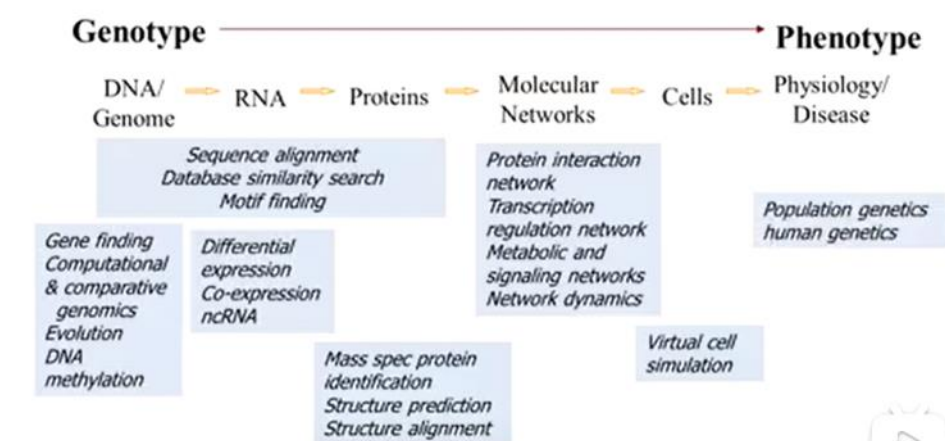 Genotype
Phenotype
DNA/
Genome
RNA
Proteins
Molecular
Networks
Cells
Physiology/
Disease
Sequence alignment
Database similarity search
Motif finding
Gene finding
Computational
& comparative
genomics
Evolution
DNA
methylation
Differential
expression
Co-expression
ncRNA
Mass spec protein
identification
Structure prediction
Structure alignment
Protein interaction
network
Transcription
regulation network
Metabolic and
signaling networks
Network dynamics
Virtual cell
simulation
Population genetics
human genetics